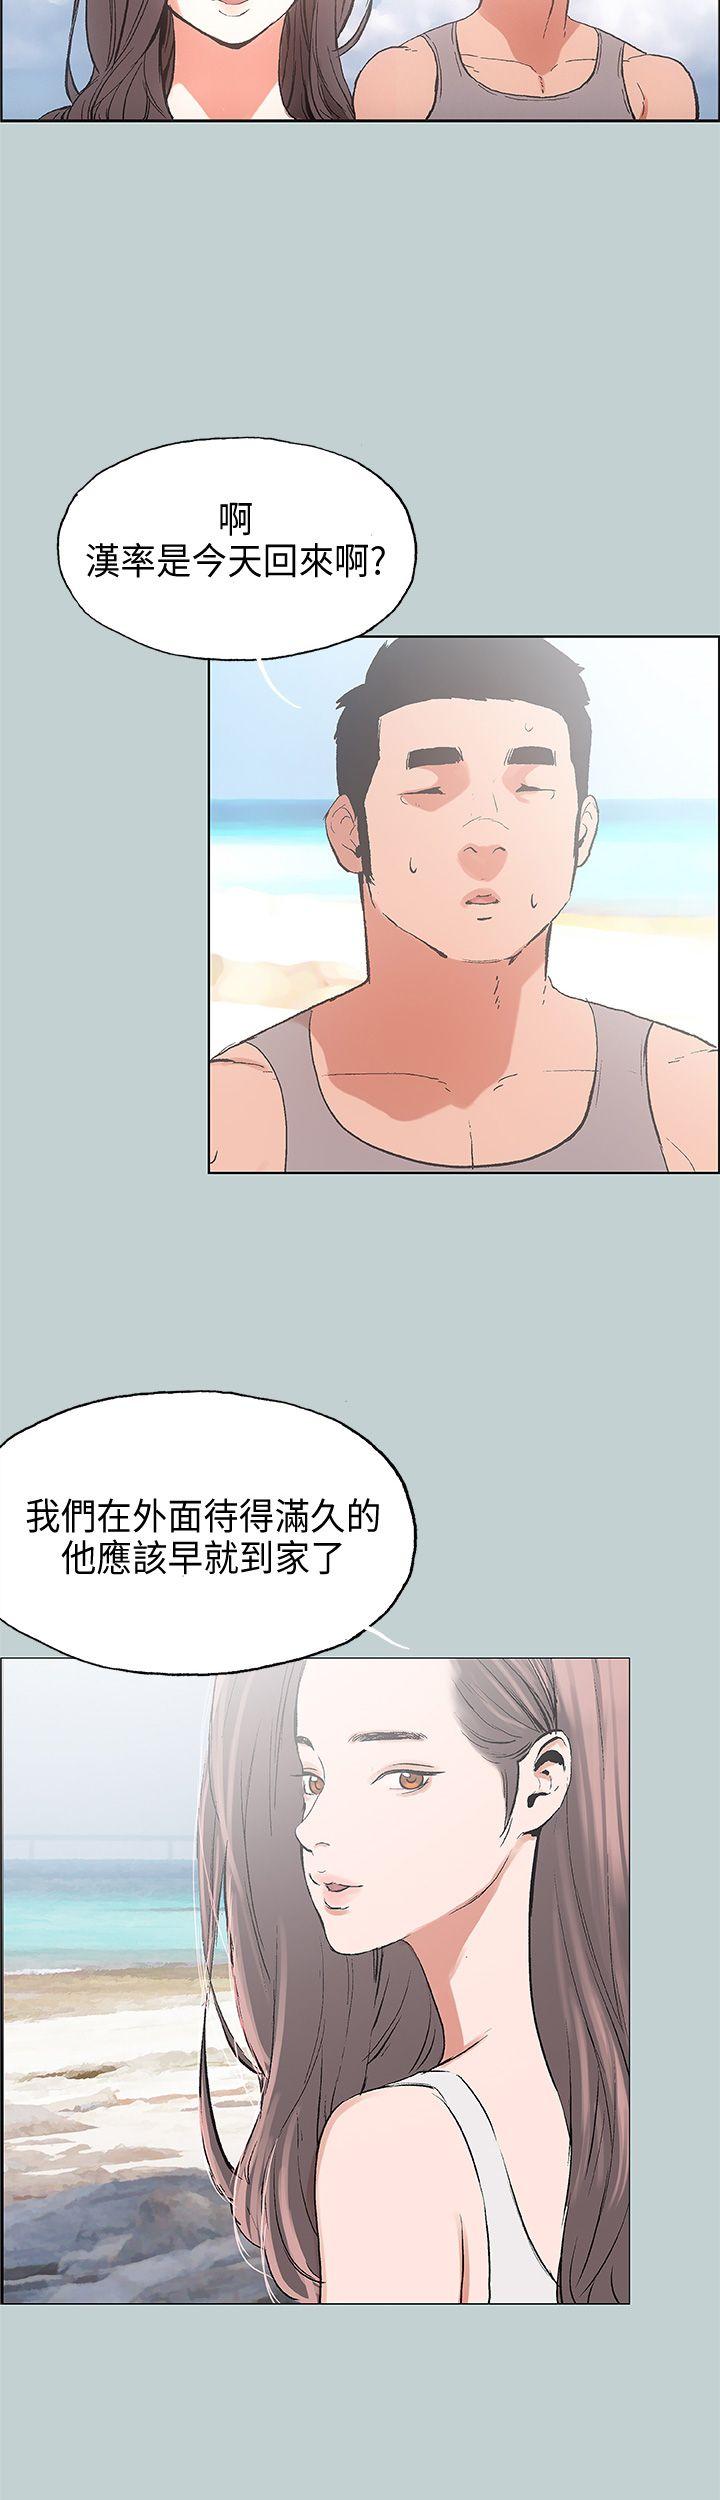 啊
漢率是今天回來啊?
我們在外面待得滿久的
他應該早就到家了